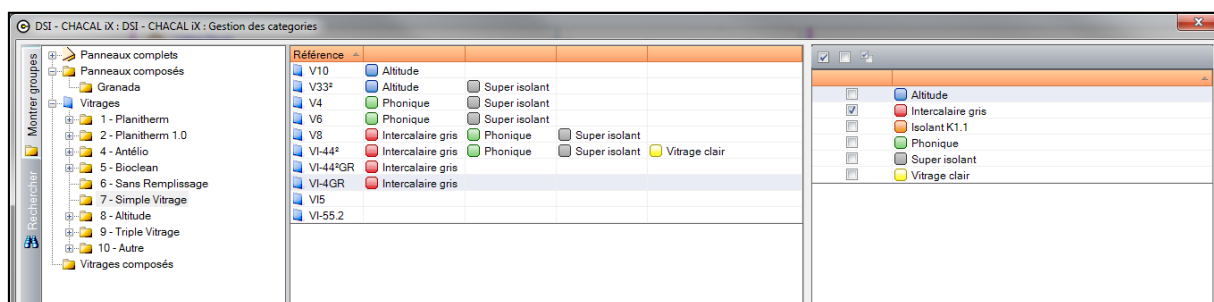 DSI - CHACAL iX : DSI - CHACAL iX : Gestion des categories
Montrer groupes
Rechercher
Panneaux complets
Panneaux composés
Granada
Vitrages
1 - Planitherm
2 - Planitherm 1.0
4 - Antélio
5 - Bioclean
6 - Sans Remplissage
7 - Simple Vitrage
8 - Altitude
9 - Triple Vitrage
10 - Autre
Vitrages composés
Référence
V10 Altitude
V33² Altitude Super isolant
V4 Phonique Super isolant
V6 Phonique Super isolant
V8 Intercalaire gris Phonique Super isolant
VI-44² Intercalaire gris Phonique Super isolant Vitrage clair
VI-44²GR Intercalaire gris
VI-4GR Intercalaire gris
VI5
VI-55.2
Altitude
Intercalaire gris
Isolant K1.1
Phonique
Super isolant
Vitrage clair